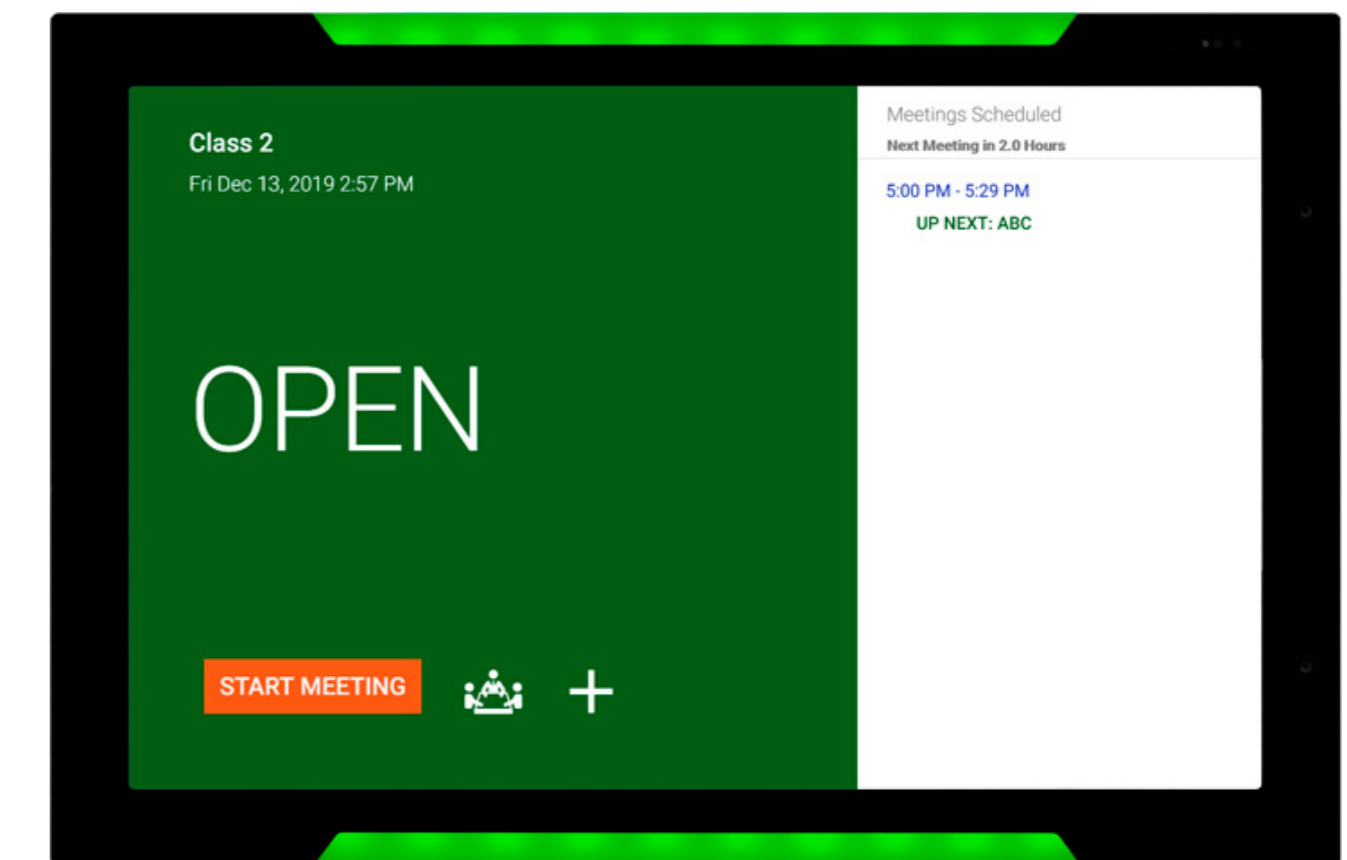 Class 2
Fri Dec 13, 2019 2:57 PM
OPEN
START MEETING
Meetings Scheduled
Next Meeting in 2.0 Hours
5:00 PM - 5:29 PM
UP NEXT: ABC